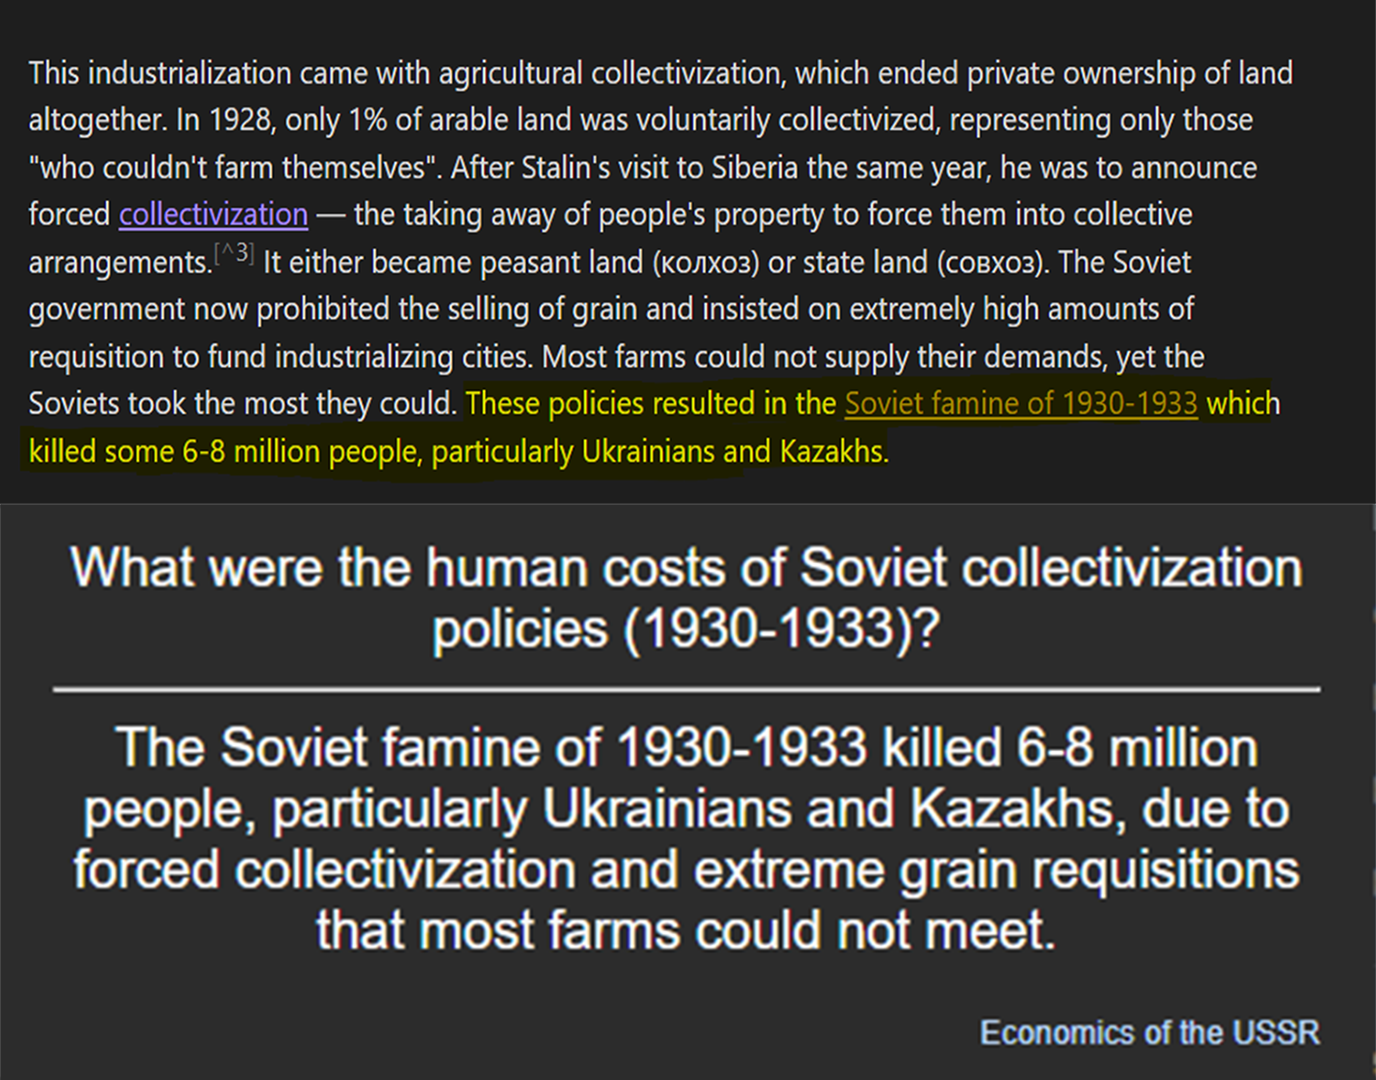 This industrialization came with agricultural collectivization, which ended private ownership of land
altogether. In 1928, only 1% of arable land was voluntarily collectivized, representing only those
"who couldn't farm themselves". After Stalin's visit to Siberia the same year, he was to announce
forced collectivization — the taking away of people's property to force them into collective
arrangements.[^3] It either became peasant land (колхоз) or state land (совхоз). The Soviet
government now prohibited the selling of grain and insisted on extremely high amounts of
requisition to fund industrializing cities. Most farms could not supply their demands, yet the
Soviets took the most they could. These policies resulted in the Soviet famine of 1930-1933 which
killed some 6-8 million people, particularly Ukrainians and Kazakhs.
What were the human costs of Soviet collectivization
policies (1930-1933)?
The Soviet famine of 1930-1933 killed 6-8 million
people, particularly Ukrainians and Kazakhs, due to
forced collectivization and extreme grain requisitions
that most farms could not meet.
Economics of the USSR